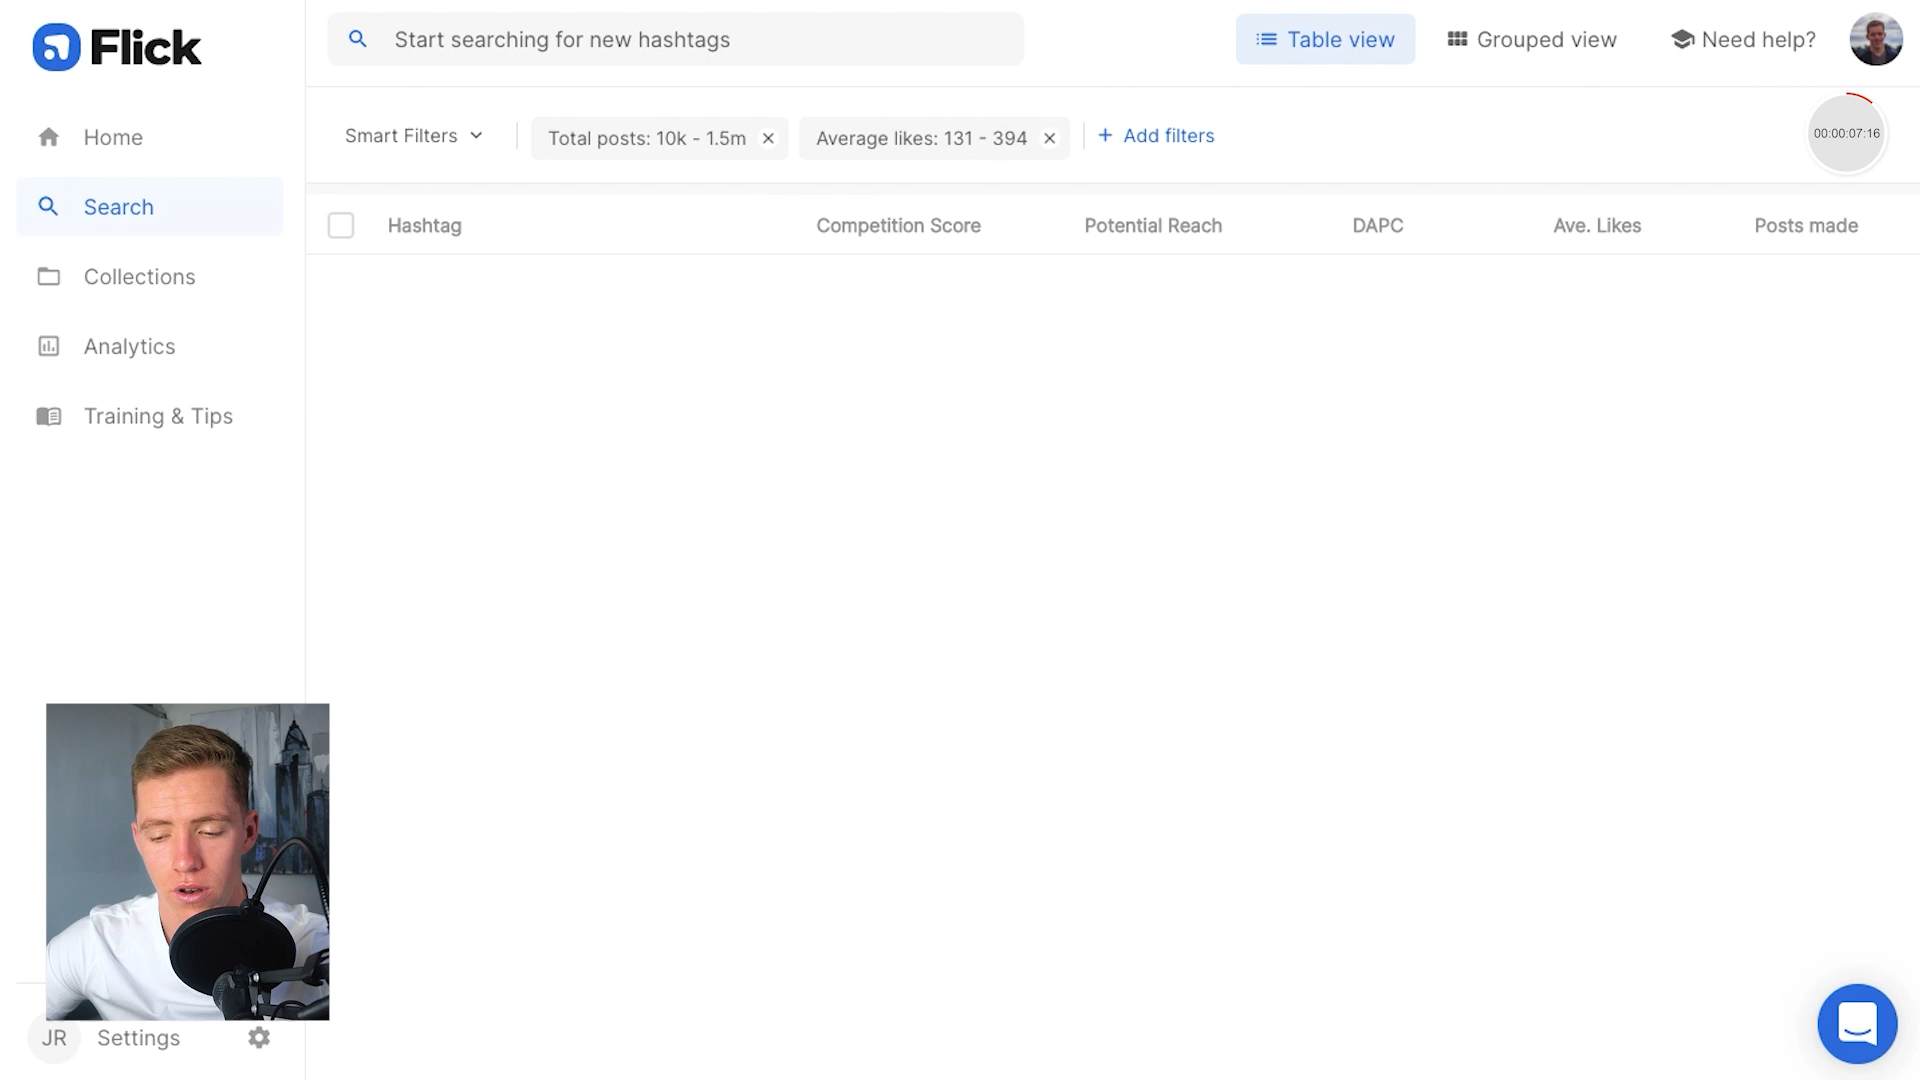 Flick
Start searching for new hashtags
Table view
Grouped view
Need help?
Home
Search
Collections
Analytics
Training & Tips
Smart Filters
Total posts: 10k - 1.5m
Average likes: 131 - 394
+ Add filters
00:00:07:16
Hashtag
Competition Score
Potential Reach
DAPC
Ave. Likes
Posts made
JR
Settings